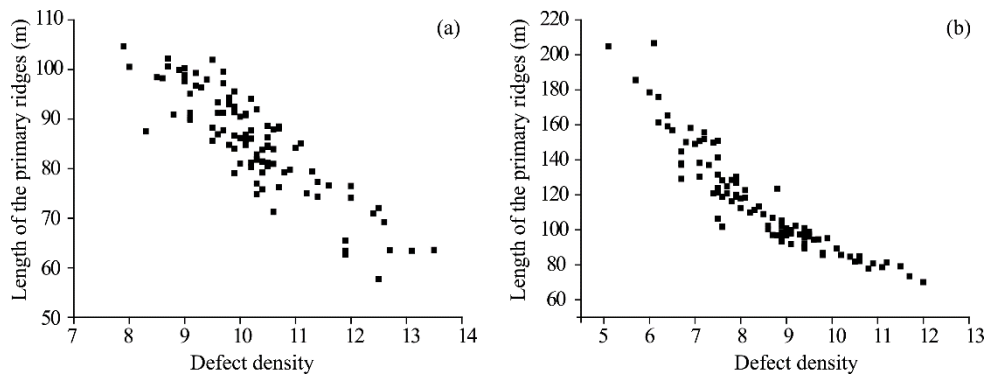 (a)
Length of the primary ridges (m)
110
100
90
80
70
60
50
7 8 9 10 11 12 13 14
Defect density
(b)
Length of the primary ridges (m)
220
200
180
160
140
120
100
80
60
5 6 7 8 9 10 11 12 13
Defect density